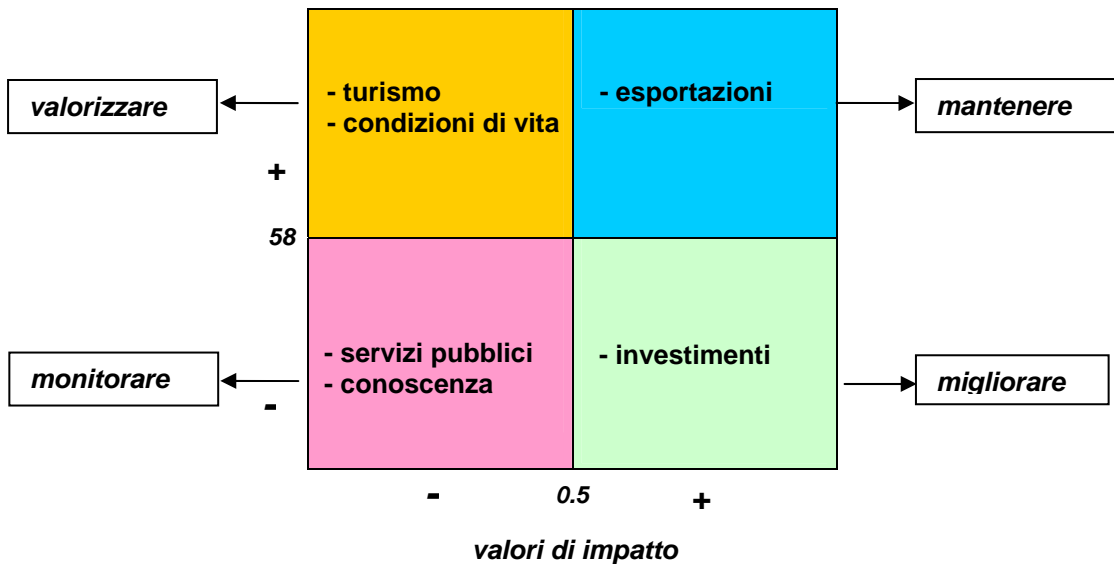 valorizzare
- turismo
- condizioni di vita
- esportazioni
mantenere
+
58
monitorare
-
- servizi pubblici
- conoscenza
- investimenti
migliorare
-
0.5
+
valori di impatto